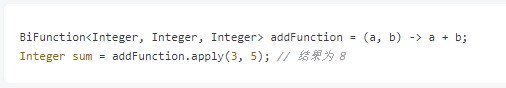 BiFunction<Integer, Integer, Integer> addFunction = (a, b) -> a + b;
Integer sum = addFunction.apply(3, 5); // 结果为 8